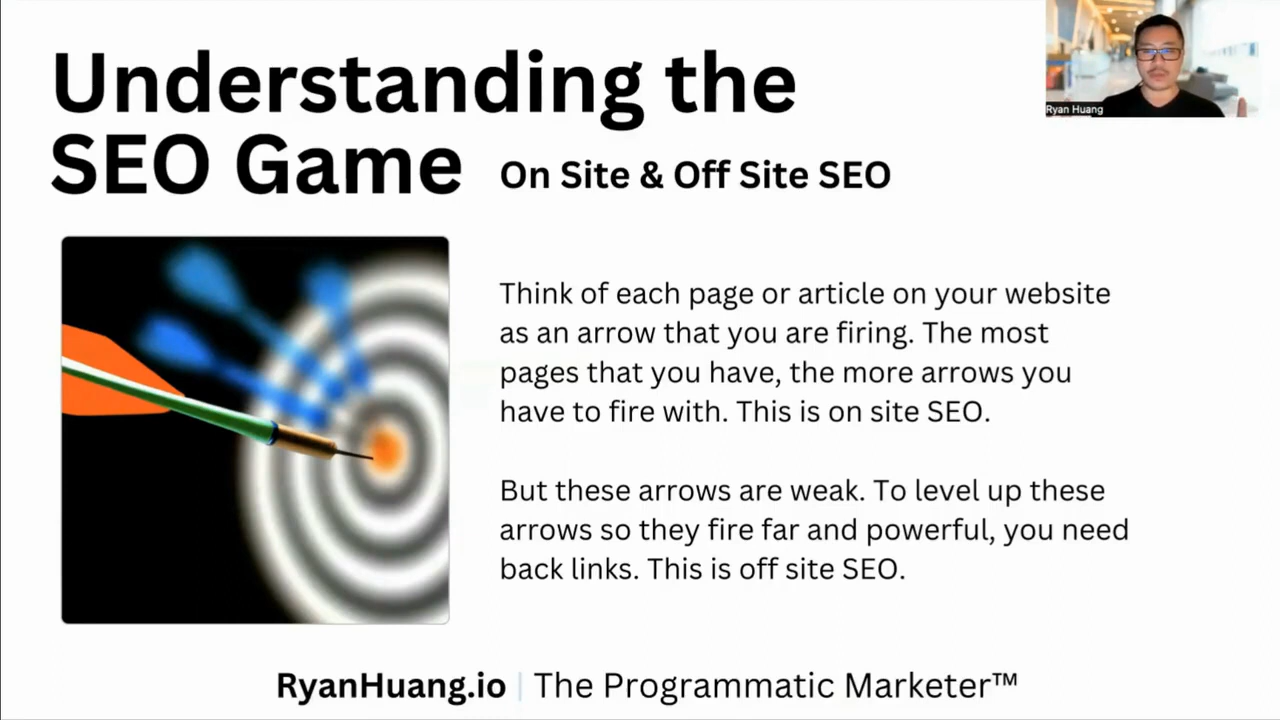 Understanding the
SEO Game
On Site & Off Site SEO
Ryan Huang
Think of each page or article on your website
as an arrow that you are firing. The most
pages that you have, the more arrows you
have to fire with. This is on site SEO.
But these arrows are weak. To level up these
arrows so they fire far and powerful, you need
back links. This is off site SEO.
RyanHuang.io | The Programmatic Marketer™